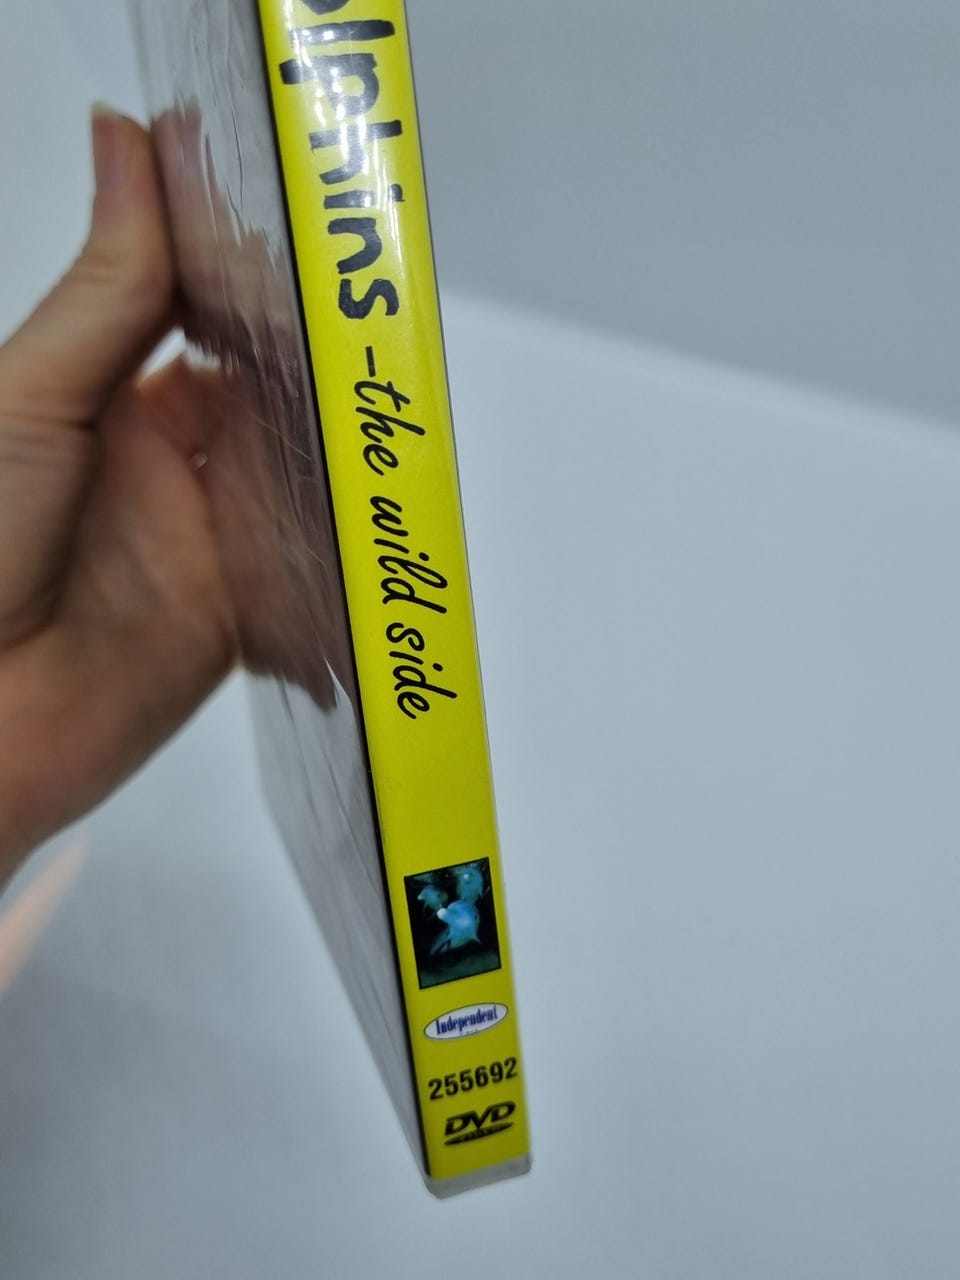 olphins - the wild side
Independent
255692
DVD